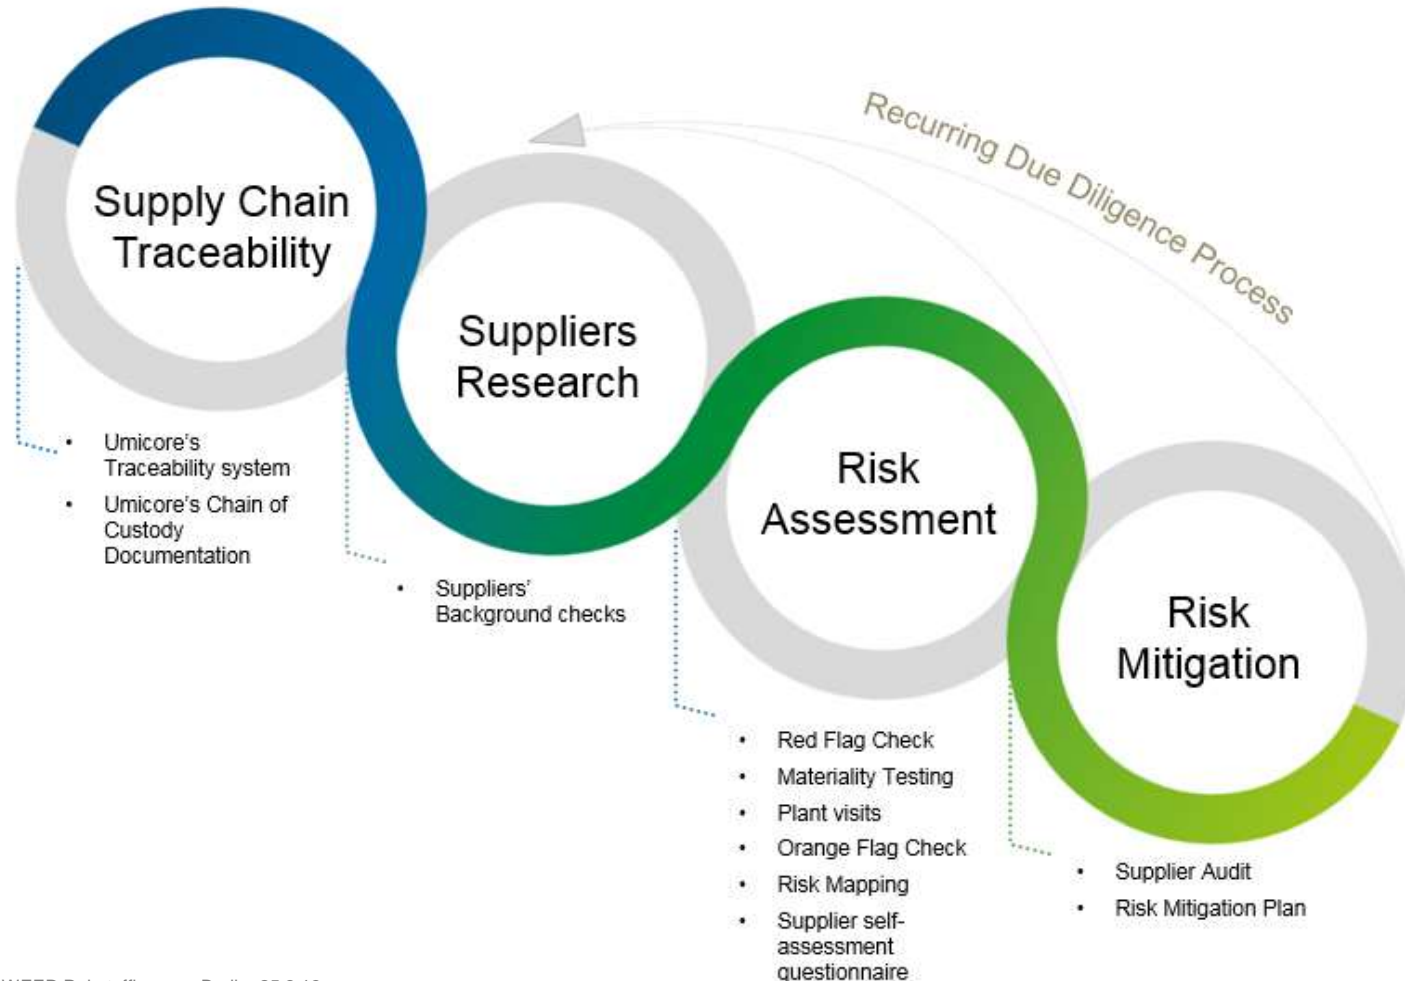 Supply Chain
Traceability
Recurring Due Diligence Process
Suppliers
Research
Risk
Assessment
Risk
Mitigation
• Umicore’s
Traceability system
• Umicore’s Chain of
Custody
Documentation
• Suppliers’
Background checks
• Red Flag Check
• Materiality Testing
• Plant visits
• Orange Flag Check
• Risk Mapping
• Supplier self-
assessment
questionnaire
• Supplier Audit
• Risk Mitigation Plan